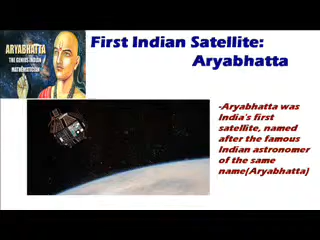 ARYABHATTA
THE GENIUS INDIAN
MATHEMATICIAN
First Indian Satellite:
Aryabhatta
-Aryabhatta was
India's first
satellite, named
after the famous
Indian astronomer
of the same
name[Aryabhatta]